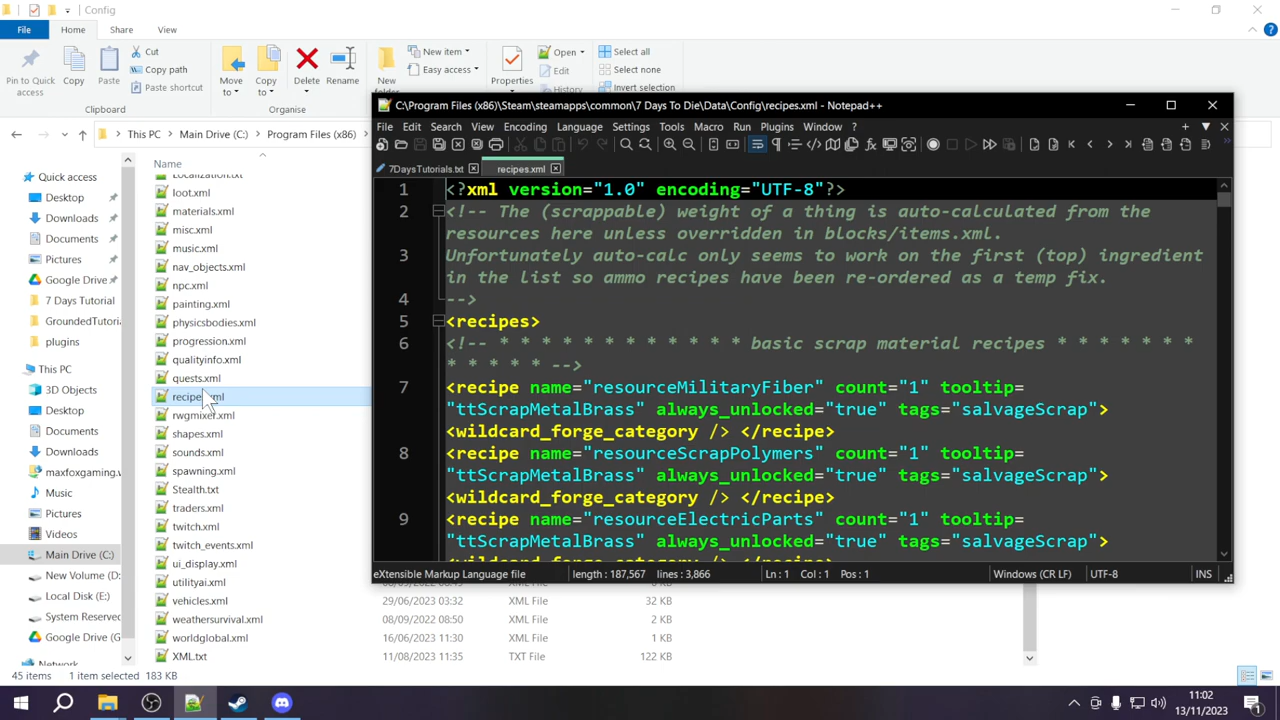 Config
File
Home
Share
View
Pin to Quick access
Copy
Paste
Cut
Copy path
Paste shortcut
Clipboard
Move to
Copy to
Delete
Rename
Organise
New
New item
Easy access
Properties
Open
Edit
Select all
Select none
Invert selection
This PC
Main Drive (C:)
Program Files (x86)
Quick access
Desktop
Downloads
Documents
Pictures
Google Drive
7 Days Tutorial
GroundedTutori
plugins
This PC
3D Objects
Desktop
Documents
Downloads
maxfoxgaming.w
Music
Pictures
Videos
Main Drive (C:)
New Volume (D:
Local Disk (E:)
System Reserved
Google Drive (G
Network
Name
Localization.txt
loot.xml
materials.xml
misc.xml
music.xml
nav_objects.xml
npc.xml
painting.xml
physicsbodies.xml
progression.xml
qualityinfo.xml
quests.xml
recipes.xml
rwgmixer.xml
shapes.xml
sounds.xml
spawning.xml
Stealth.txt
traders.xml
twitch.xml
twitch_events.xml
ui_display.xml
utilityai.xml
vehicles.xml
29/06/2023 03:32 XML File 32 KB
weathersurvival.xml
08/09/2022 08:50 XML File 2 KB
worldglobal.xml
16/06/2023 11:30 XML File 1 KB
XML.txt
11/08/2023 11:35 TXT File 122 KB
45 items 1 item selected 183 KB
C:\Program Files (x86)\Steam\steamapps\common\7 Days To Die\Data\Config\recipes.xml - Notepad++
File Edit Search View Encoding Language Settings Tools Macro Run Plugins Window ?
7DaysTutorials.txt
recipes.xml
1 <?xml version="1.0" encoding="UTF-8"?>
2 <!-- The (scrappable) weight of a thing is auto-calculated from the
resources here unless overridden in blocks/items.xml.
3 Unfortunately auto-calc only seems to work on the first (top) ingredient
in the list so ammo recipes have been re-ordered as a temp fix.
4 -->
5 <recipes>
6 <!-- * * * * * * * * * * * * basic scrap material recipes * * * * * * *
* * * * * -->
7 <recipe name="resourceMilitaryFiber" count="1" tooltip=
"ttScrapMetalBrass" always_unlocked="true" tags="salvageScrap">
<wildcard_forge_category /> </recipe>
8 <recipe name="resourceScrapPolymers" count="1" tooltip=
"ttScrapMetalBrass" always_unlocked="true" tags="salvageScrap">
<wildcard_forge_category /> </recipe>
9 <recipe name="resourceElectricParts" count="1" tooltip=
"ttScrapMetalBrass" always_unlocked="true" tags="salvageScrap">
<wildcard_forge_category /> </recipe>
eXtensible Markup Language file length : 187,567 lines : 3,866 Ln : 1 Col : 1 Pos : 1 Windows (CR LF) UTF-8 INS
11:02
13/11/2023
1